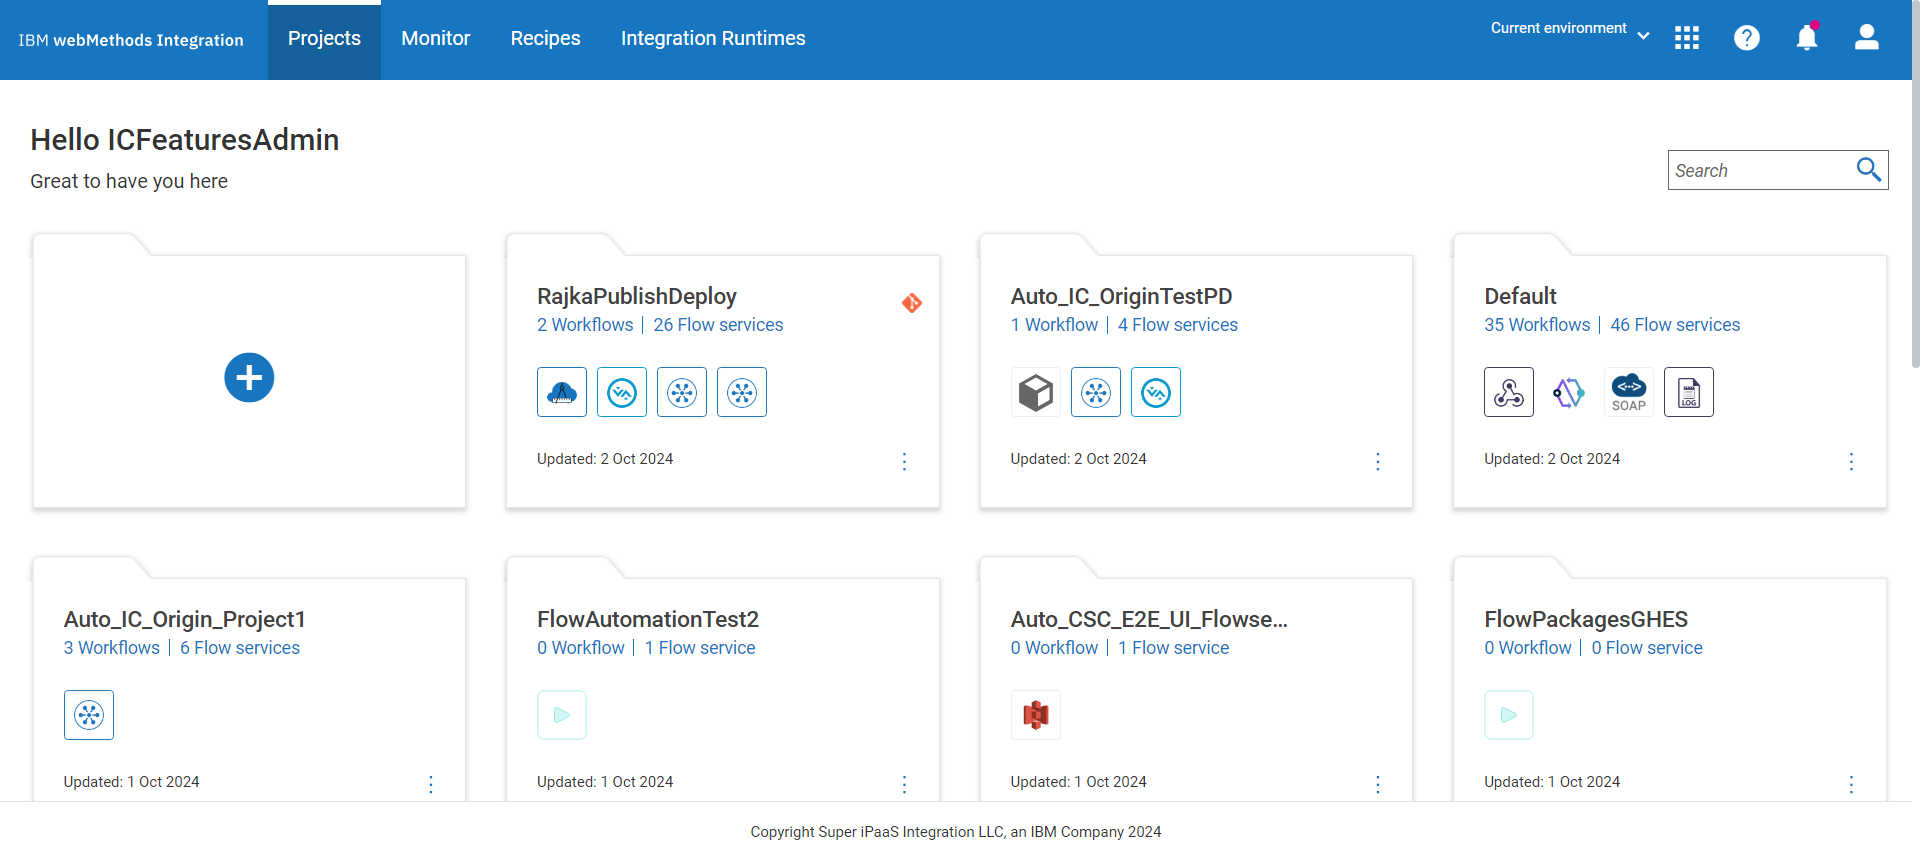 IBM webMethods Integration
Projects
Monitor
Recipes
Integration Runtimes
Current environment
Hello ICFeaturesAdmin
Great to have you here
Search
RajkaPublishDeploy
2 Workflows | 26 Flow services
Updated: 2 Oct 2024
Auto_IC_OriginTestPD
1 Workflow | 4 Flow services
Updated: 2 Oct 2024
Default
35 Workflows | 46 Flow services
SOAP
LOG
Updated: 2 Oct 2024
Auto_IC_Origin_Project1
3 Workflows | 6 Flow services
Updated: 1 Oct 2024
FlowAutomationTest2
0 Workflow | 1 Flow service
Updated: 1 Oct 2024
Auto_CSC_E2E_UI_Flowse...
0 Workflow | 1 Flow service
Updated: 1 Oct 2024
FlowPackagesGHES
0 Workflow | 0 Flow service
Updated: 1 Oct 2024
Copyright Super iPaaS Integration LLC, an IBM Company 2024